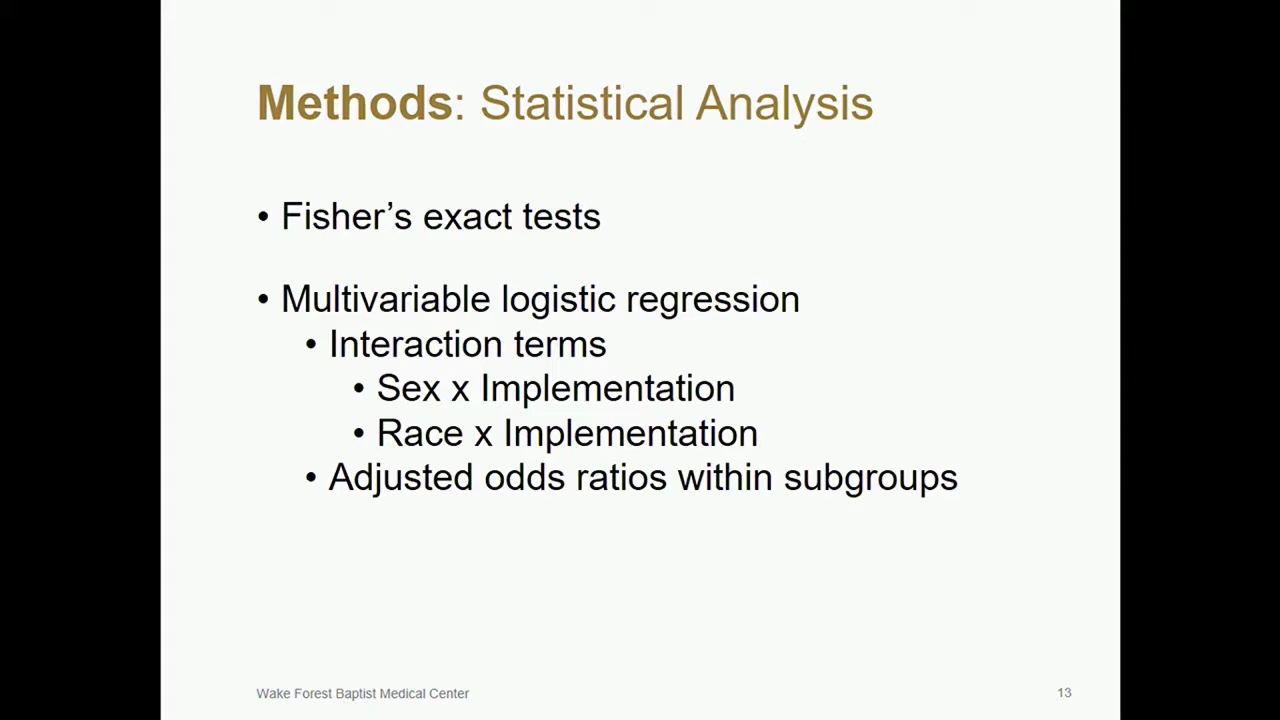 Methods: Statistical Analysis
• Fisher’s exact tests
• Multivariable logistic regression
• Interaction terms
• Sex x Implementation
• Race x Implementation
• Adjusted odds ratios within subgroups
Wake Forest Baptist Medical Center
13